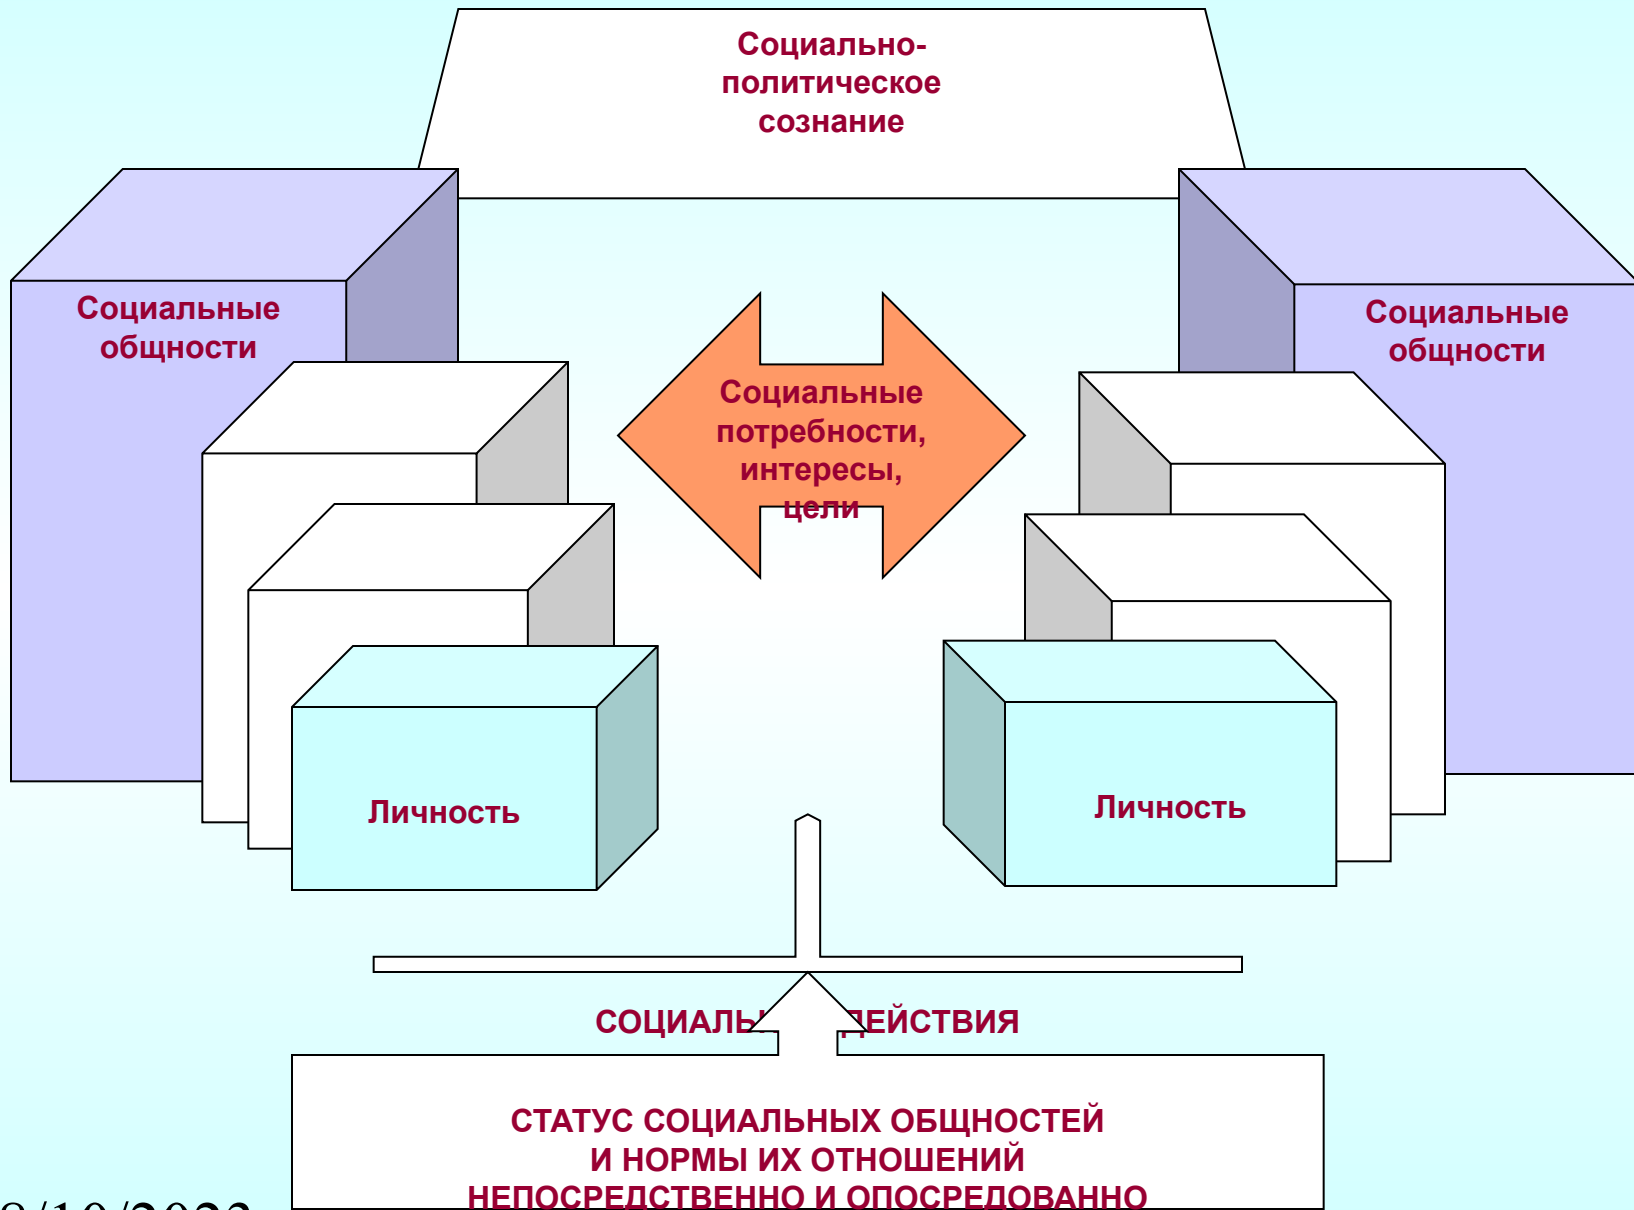 Социально-
политическое
сознание
Социальные
общности
Социальные
общности
Социальные
потребности,
интересы,
цели
Личность
Личность
ДЕЙСТВИЯ
СТАТУС СОЦИАЛЬНЫХ ОБЩНОСТЕЙ
И НОРМЫ ИХ ОТНОШЕНИЙ
НЕПОСРЕДСТВЕННО И ОПОСРЕДОВАННО